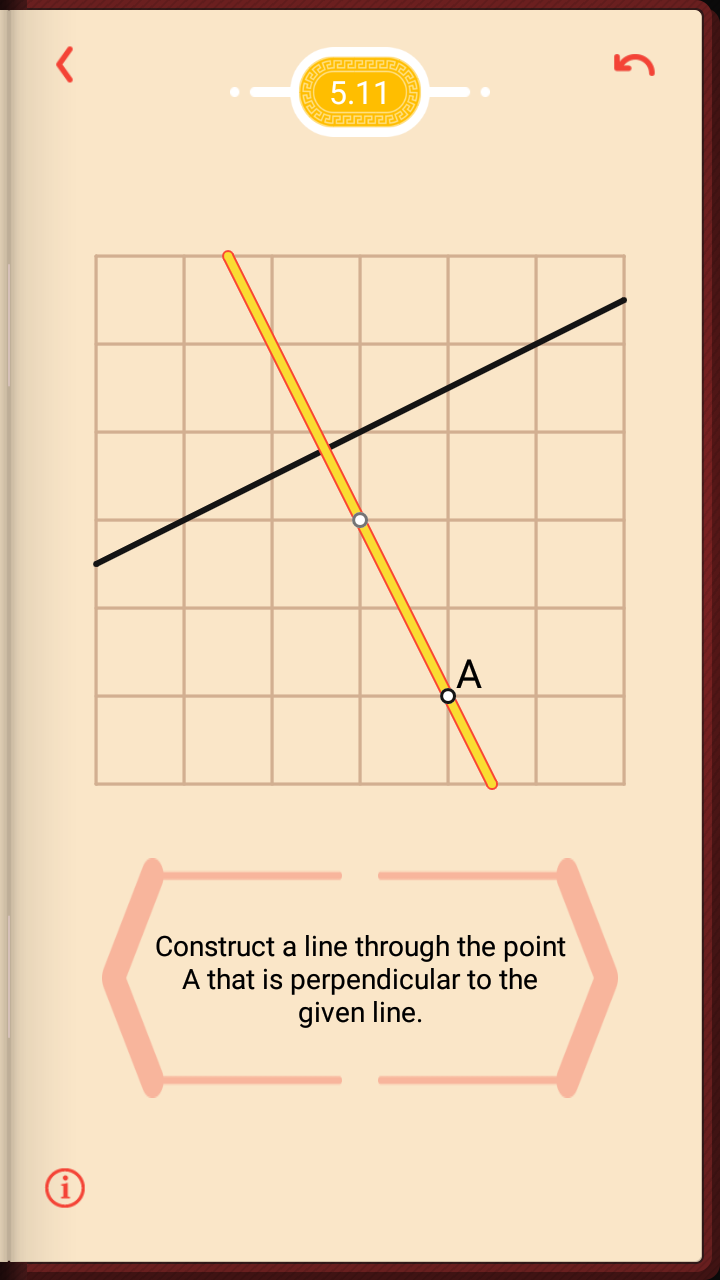 5.11
A
Construct a line through the point
A that is perpendicular to the
given line.
i